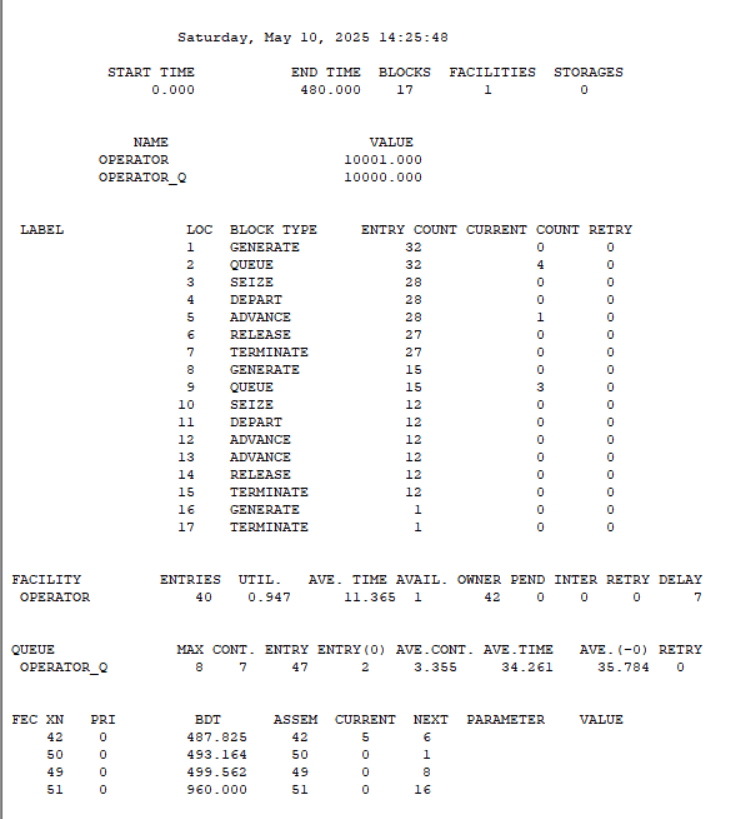 Saturday, May 10, 2025 14:25:48
START TIME END TIME BLOCKS FACILITIES STORAGES
0.000 480.000 17 1 0
NAME VALUE
OPERATOR 10001.000
OPERATOR_Q 10000.000
LABEL LOC BLOCK TYPE ENTRY COUNT CURRENT COUNT RETRY
1 GENERATE 32 0 0
2 QUEUE 32 4 0
3 SEIZE 28 0 0
4 DEPART 28 0 0
5 ADVANCE 28 1 0
6 RELEASE 27 0 0
7 TERMINATE 27 0 0
8 GENERATE 15 0 0
9 QUEUE 15 3 0
10 SEIZE 12 0 0
11 DEPART 12 0 0
12 ADVANCE 12 0 0
13 ADVANCE 12 0 0
14 RELEASE 12 0 0
15 TERMINATE 12 0 0
16 GENERATE 1 0 0
17 TERMINATE 1 0 0
FACILITY ENTRIES UTIL. AVE. TIME AVAIL. OWNER PEND INTER RETRY DELAY
OPERATOR 40 0.947 11.365 1 42 0 0 0 7
QUEUE MAX CONT. ENTRY ENTRY(0) AVE.CONT. AVE.TIME AVE.(-0) RETRY
OPERATOR_Q 8 7 47 2 3.355 34.261 35.784 0
FEC XN PRI BDT ASSEM CURRENT NEXT PARAMETER VALUE
42 0 487.825 42 5 6
50 0 493.164 50 0 1
49 0 499.562 49 0 8
51 0 960.000 51 0 16